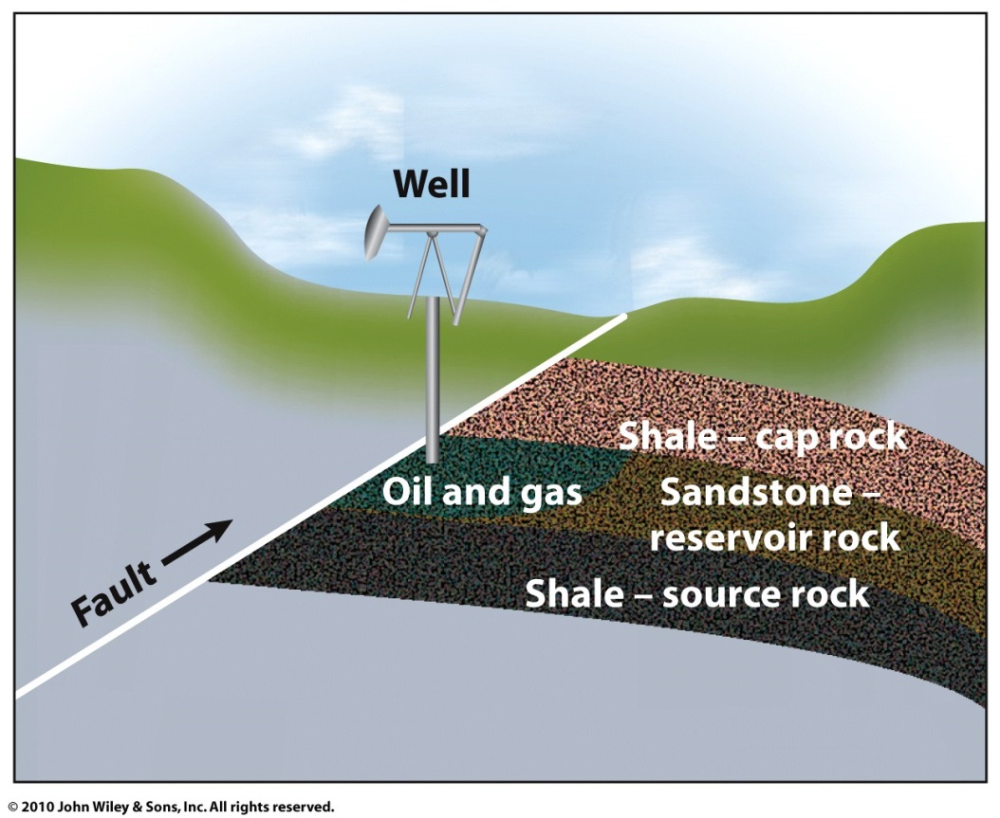 Well
Shale – cap rock
Oil and gas
Sandstone –
reservoir rock
Fault
Shale – source rock
© 2010 John Wiley & Sons, Inc. All rights reserved.